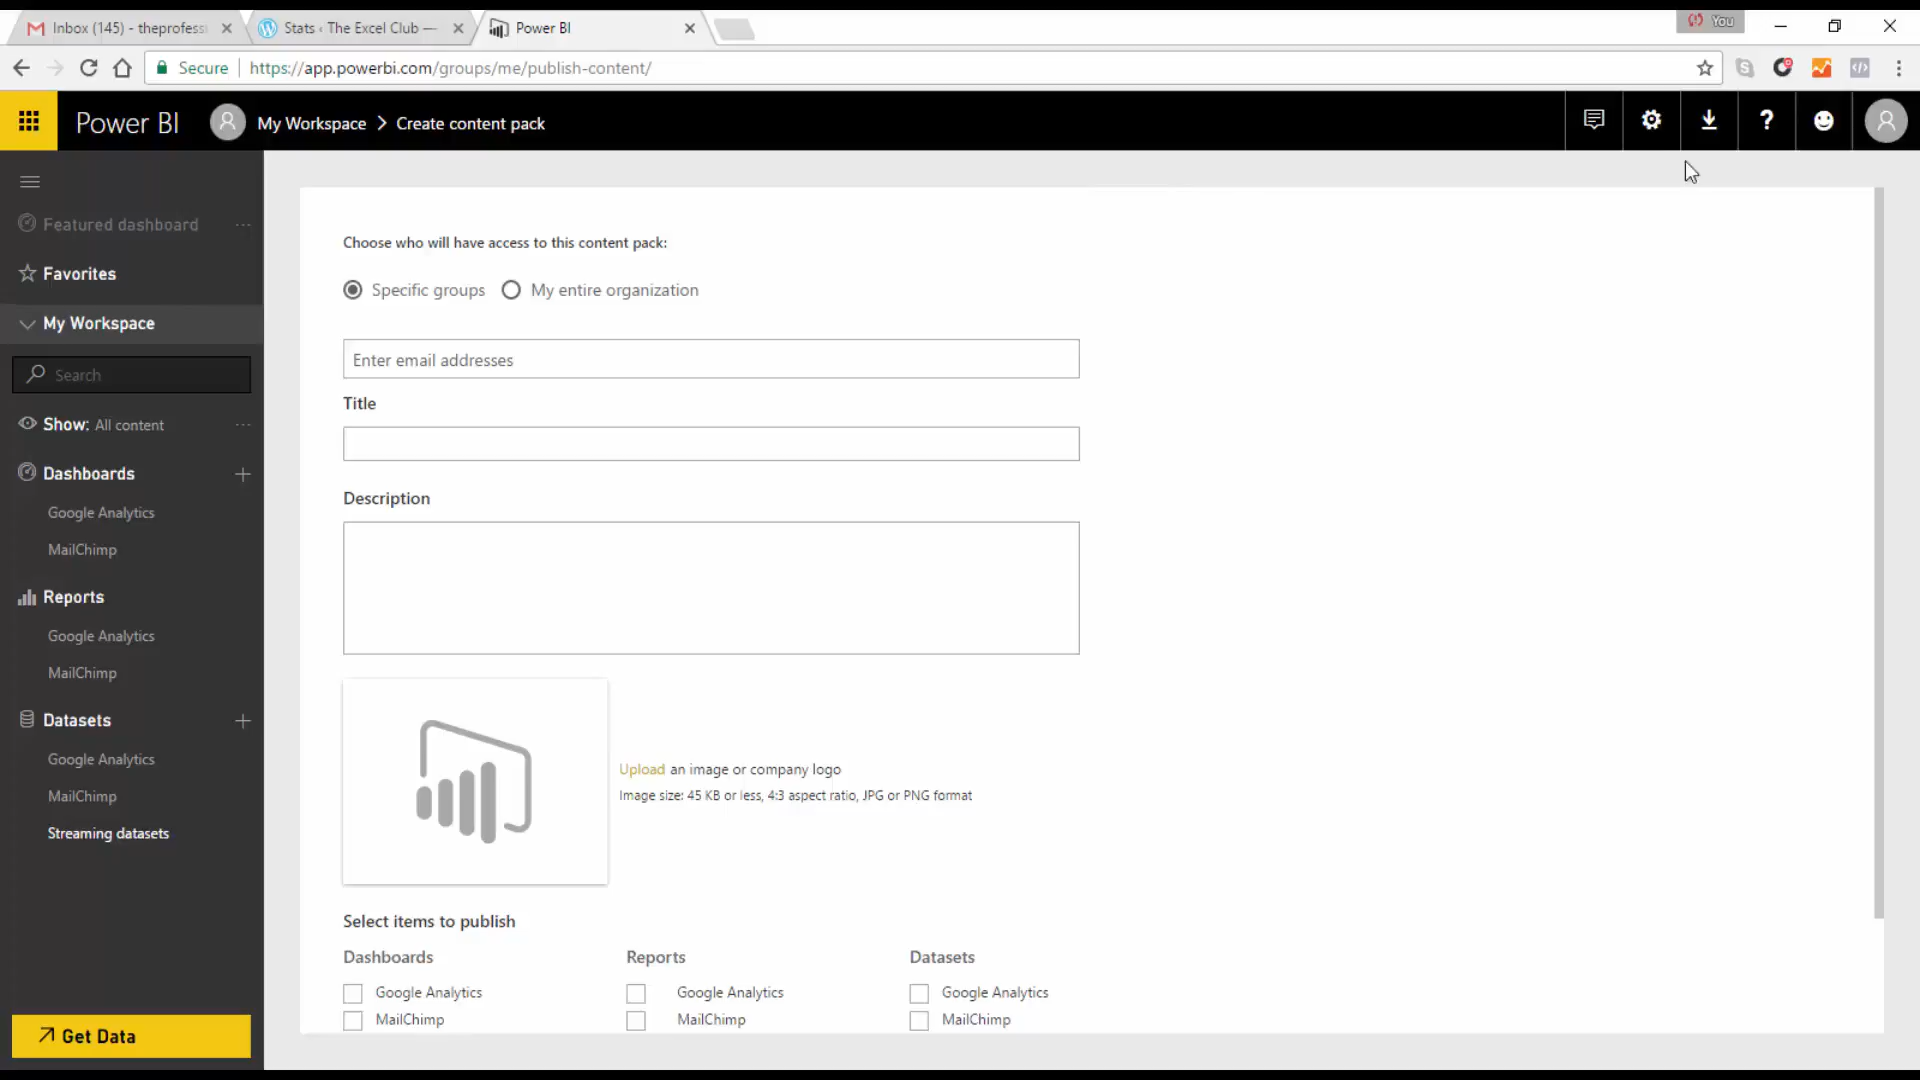 Inbox (145) - theprofessi
Stats ‹ The Excel Club —
Power BI
You
Secure
https://app.powerbi.com/groups/me/publish-content/
Power BI
My Workspace > Create content pack
?
Featured dashboard ...
Favorites
My Workspace
Search
Show: All content ...
Dashboards +
Google Analytics
MailChimp
Reports
Google Analytics
MailChimp
Datasets +
Google Analytics
MailChimp
Streaming datasets
Get Data
Choose who will have access to this content pack:
Specific groups
My entire organization
Enter email addresses
Title
Description
Upload an image or company logo
Image size: 45 KB or less, 4:3 aspect ratio, JPG or PNG format
Select items to publish
Dashboards
Reports
Datasets
Google Analytics
Google Analytics
Google Analytics
MailChimp
MailChimp
MailChimp